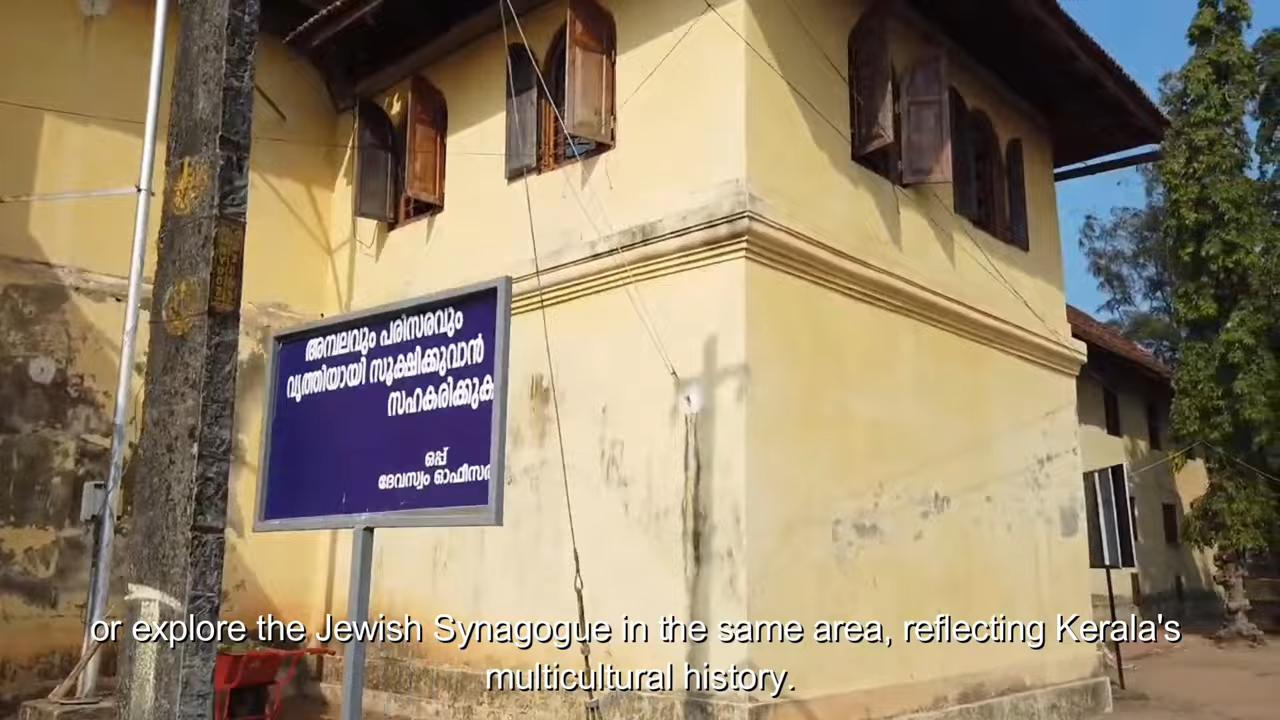 അമ്പലവും പരിസരവും
വൃത്തിയായി സൂക്ഷിക്കുവാൻ
സഹകരിക്കുക
ഒപ്പ്
ദേവസ്വം ഓഫീസർ
or explore the Jewish Synagogue in the same area, reflecting Kerala's
multicultural history.